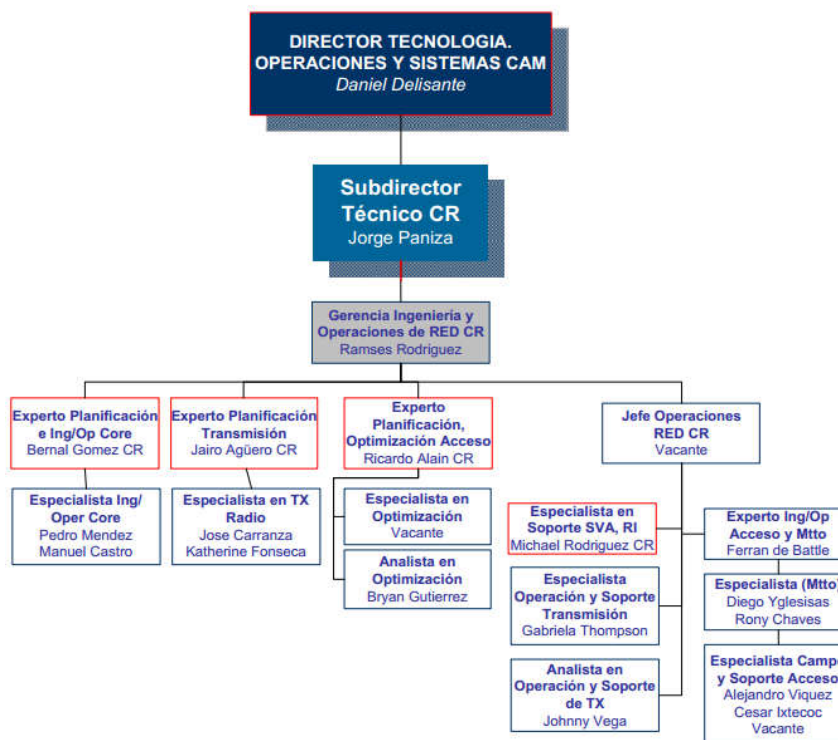 DIRECTOR TECNOLOGIA.
OPERACIONES Y SISTEMAS CAM
Daniel Delisante
Subdirector
Técnico CR
Jorge Paniza
Gerencia Ingeniería y
Operaciones de RED CR
Ramses Rodriguez
Experto Planificación
e Ing/Op Core
Bernal Gomez CR
Experto Planificación
Transmisión
Jairo Agüero CR
Experto
Planificación,
Optimización Acceso
Ricardo Alain CR
Jefe Operaciones
RED CR
Vacante
Especialista Ing/
Oper Core
Pedro Mendez
Manuel Castro
Especialista en TX
Radio
Jose Carranza
Katherine Fonseca
Especialista en
Optimización
Vacante
Analista en
Optimización
Bryan Gutierrez
Especialista en
Soporte SVA, RI
Michael Rodriguez CR
Especialista
Operación y Soporte
Transmisión
Gabriela Thompson
Analista en
Operación y Soporte
de TX
Johnny Vega
Experto Ing/Op
Acceso y Mtto
Ferran de Battle
Especialista (Mtto)
Diego Yglesisas
Rony Chaves
Especialista Campo
y Soporte Acceso
Alejandro Viquez
Cesar Ixtecoc
Vacante